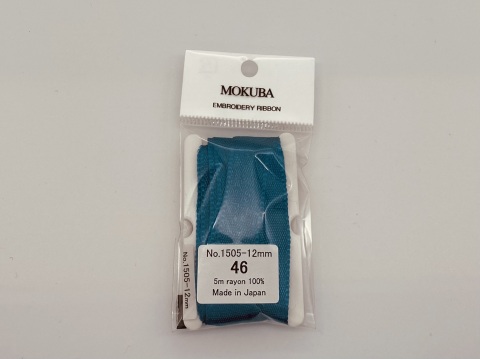 MOKUBA
EMBROIDERY RIBBON
No.1505-12mm
46
5m rayon 100%
Made in Japan
No.1505-12mm